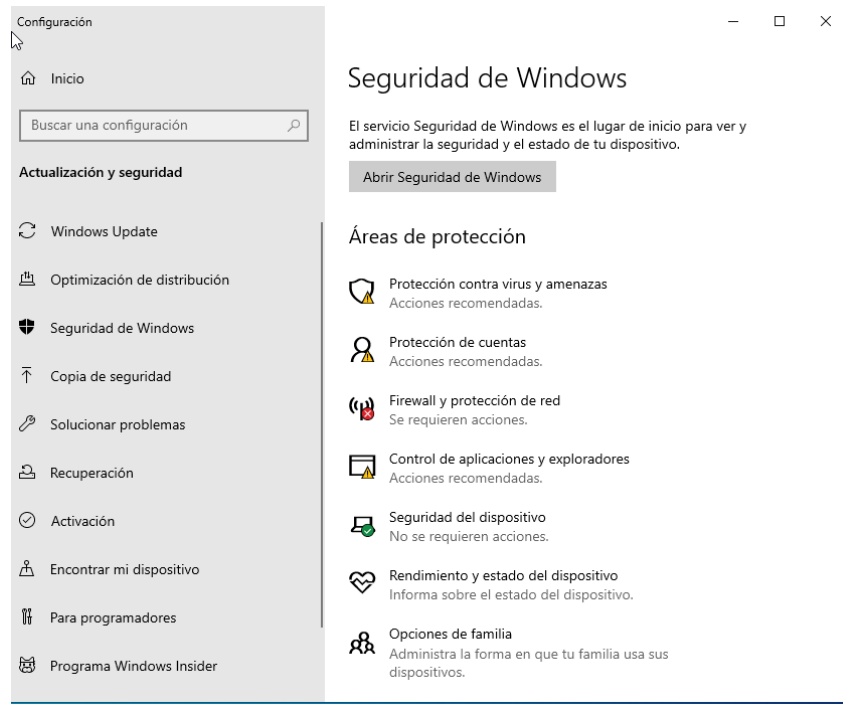 Configuración
Inicio
Buscar una configuración
Actualización y seguridad
Windows Update
Optimización de distribución
Seguridad de Windows
Copia de seguridad
Solucionar problemas
Recuperación
Activación
Encontrar mi dispositivo
Para programadores
Programa Windows Insider
Seguridad de Windows
El servicio Seguridad de Windows es el lugar de inicio para ver y
administrar la seguridad y el estado de tu dispositivo.
Abrir Seguridad de Windows
Áreas de protección
Protección contra virus y amenazas
Acciones recomendadas.
Protección de cuentas
Acciones recomendadas.
Firewall y protección de red
Se requieren acciones.
Control de aplicaciones y exploradores
Acciones recomendadas.
Seguridad del dispositivo
No se requieren acciones.
Rendimiento y estado del dispositivo
Informa sobre el estado del dispositivo.
Opciones de familia
Administra la forma en que tu familia usa sus
dispositivos.